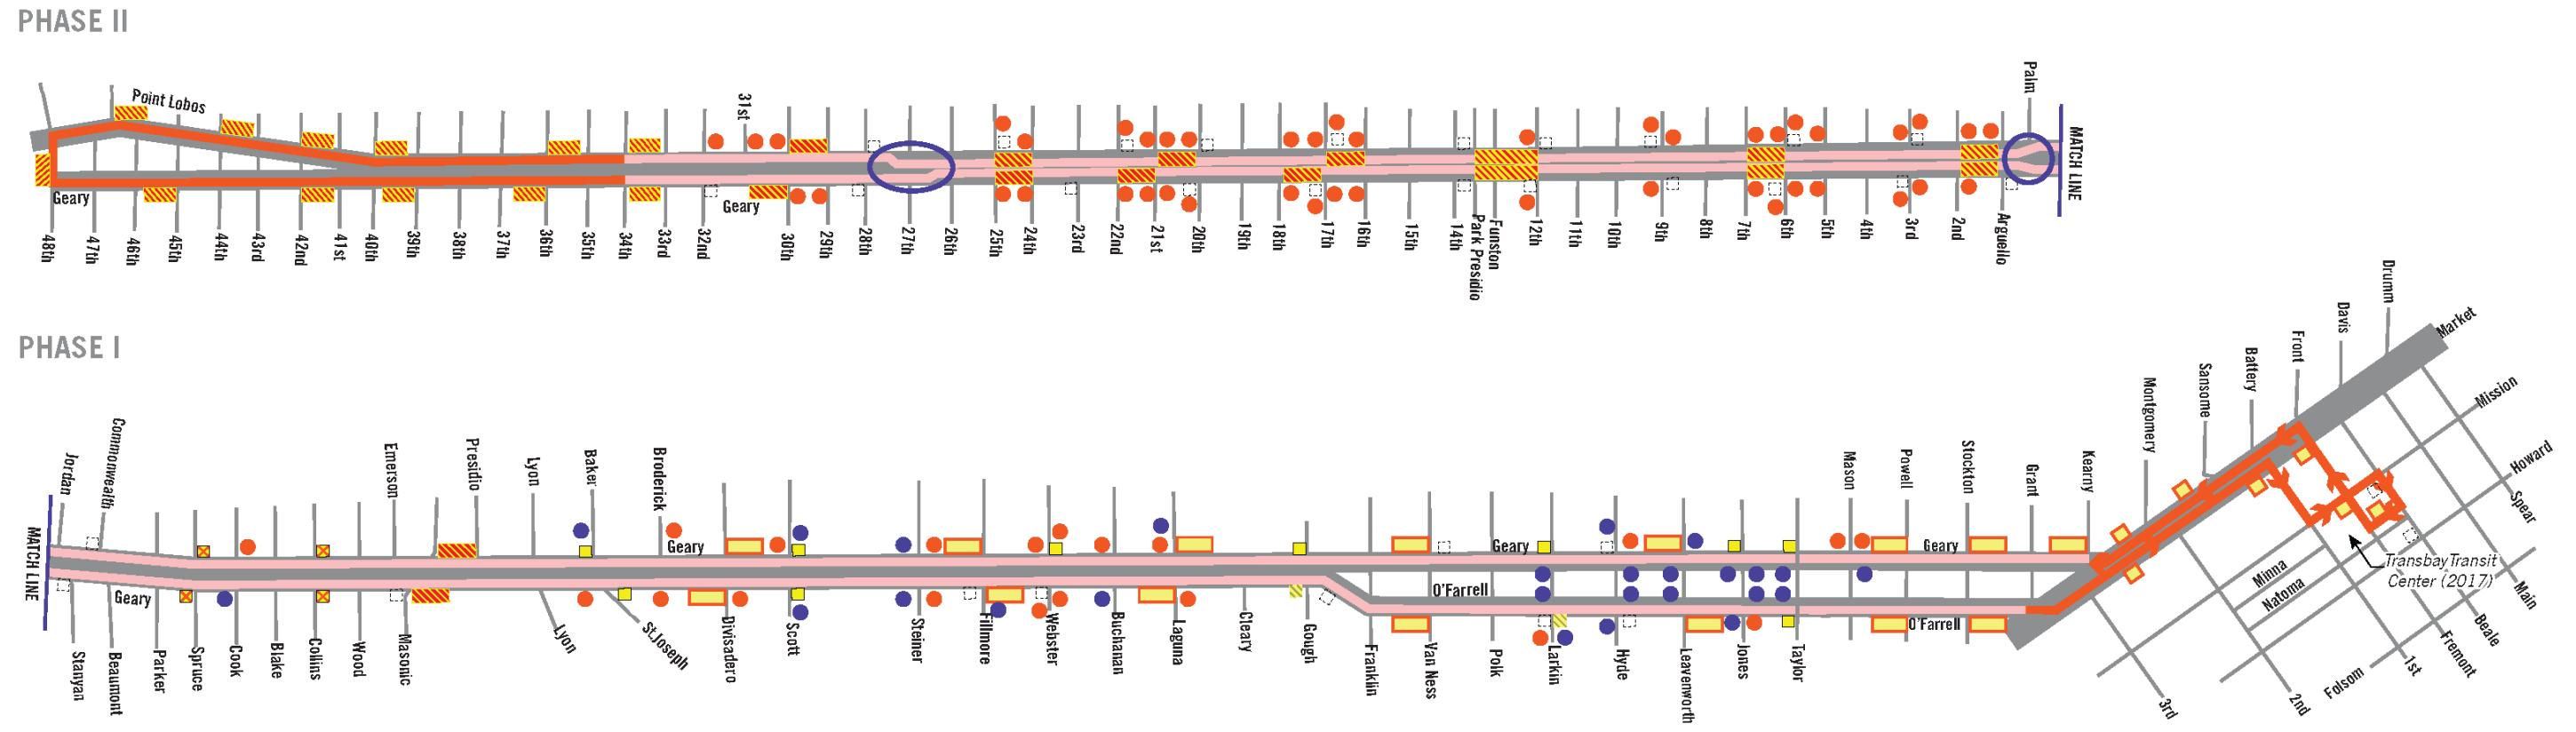 PHASE II
Point Lobos
31st
Palm
MATCH LINE
Geary
Geary
48th
47th
46th
45th
44th
43rd
42nd
41st
40th
39th
38th
37th
36th
35th
34th
33rd
32nd
30th
29th
28th
27th
26th
25th
24th
23rd
22nd
21st
20th
19th
18th
17th
16th
15th
14th
Park Presidio
Funston
12th
11th
10th
9th
8th
7th
6th
5th
4th
3rd
2nd
Arguello
PHASE I
Jordan
Commonwealth
Emerson
Presidio
Lyon
Baker
Broderick
Mason
Powell
Stockton
Grant
Kearny
Montgomery
Sansome
Battery
Front
Davis
Drumm
Market
Mission
Howard
Spear
Main
Beale
Fremont
1st
Folsom
2nd
3rd
Minna
Natoma
Transbay Transit
Center (2017)
MATCH LINE
Geary
Geary
Geary
Geary
O'Farrell
O'Farrell
Stanyan
Beaumont
Parker
Spruce
Cook
Blake
Collins
Wood
Masonic
Lyon
St.Joseph
Divisadero
Scott
Steiner
Fillmore
Webster
Buchanan
Laguna
Cleary
Gough
Franklin
Van Ness
Polk
Larkin
Hyde
Leavenworth
Jones
Taylor